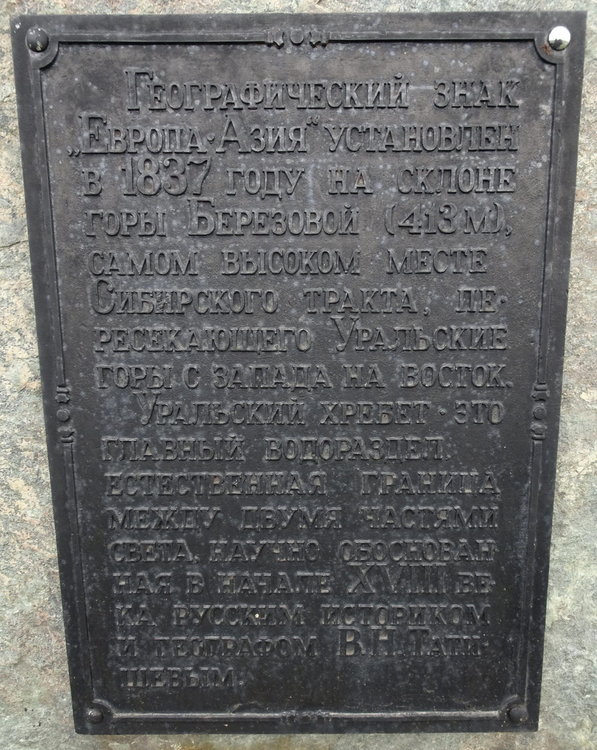 Географический знак
„Европа-Азия“ установлен
в 1837 году на склоне
горы Березовой (413 м),
самом высоком месте
Сибирского тракта, пе-
ресекающего Уральские
горы с запада на восток.
Уральский хребет - это
главный водораздел.
Естественная граница
между двумя частями
света, научно обоснован
ная в начале XVIII ве-
ка русским историком
и географом В.Н. Тати-
щевым.